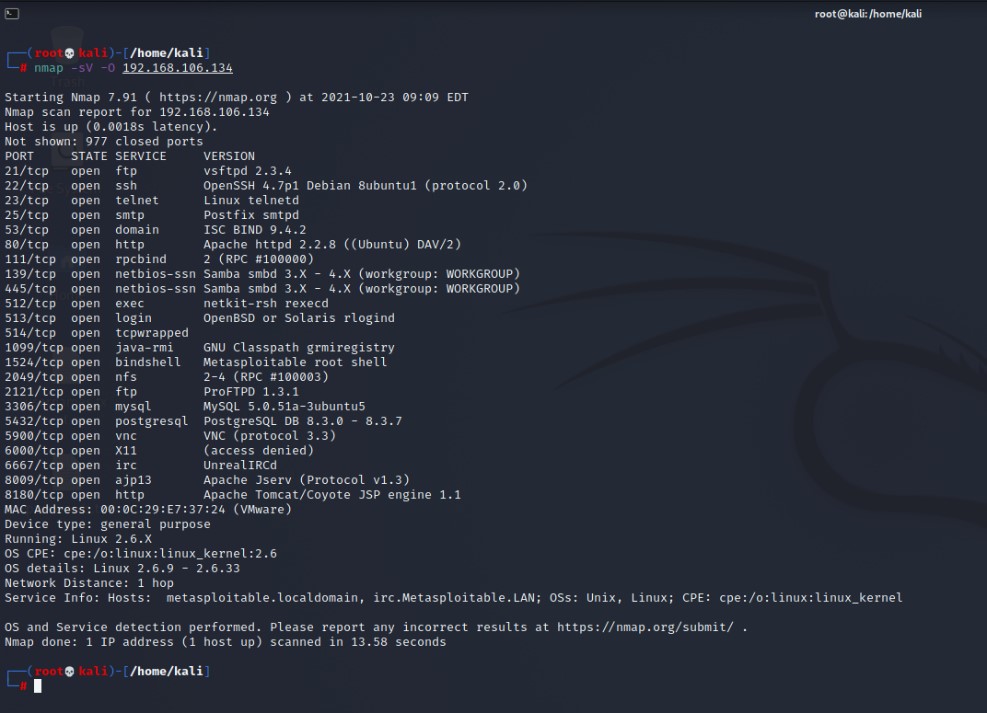 root@kali:/home/kali
┌──(root💀kali)-[/home/kali]
└─# nmap -sV -O 192.168.106.134
Starting Nmap 7.91 ( https://nmap.org ) at 2021-10-23 09:09 EDT
Nmap scan report for 192.168.106.134
Host is up (0.0018s latency).
Not shown: 977 closed ports
PORT     STATE SERVICE     VERSION
21/tcp   open  ftp         vsftpd 2.3.4
22/tcp   open  ssh         OpenSSH 4.7p1 Debian 8ubuntu1 (protocol 2.0)
23/tcp   open  telnet      Linux telnetd
25/tcp   open  smtp        Postfix smtpd
53/tcp   open  domain      ISC BIND 9.4.2
80/tcp   open  http        Apache httpd 2.2.8 ((Ubuntu) DAV/2)
111/tcp  open  rpcbind     2 (RPC #100000)
139/tcp  open  netbios-ssn Samba smbd 3.X - 4.X (workgroup: WORKGROUP)
445/tcp  open  netbios-ssn Samba smbd 3.X - 4.X (workgroup: WORKGROUP)
512/tcp  open  exec        netkit-rsh rexecd
513/tcp  open  login       OpenBSD or Solaris rlogind
514/tcp  open  tcpwrapped
1099/tcp open  java-rmi    GNU Classpath grmiregistry
1524/tcp open  bindshell   Metasploitable root shell
2049/tcp open  nfs         2-4 (RPC #100003)
2121/tcp open  ftp         ProFTPD 1.3.1
3306/tcp open  mysql       MySQL 5.0.51a-3ubuntu5
5432/tcp open  postgresql  PostgreSQL DB 8.3.0 - 8.3.7
5900/tcp open  vnc         VNC (protocol 3.3)
6000/tcp open  X11         (access denied)
6667/tcp open  irc         UnrealIRCd
8009/tcp open  ajp13       Apache Jserv (Protocol v1.3)
8180/tcp open  http        Apache Tomcat/Coyote JSP engine 1.1
MAC Address: 00:0C:29:E7:37:24 (VMware)
Device type: general purpose
Running: Linux 2.6.X
OS CPE: cpe:/o:linux:linux_kernel:2.6
OS details: Linux 2.6.9 - 2.6.33
Network Distance: 1 hop
Service Info: Hosts:  metasploitable.localdomain, irc.Metasploitable.LAN; OSs: Unix, Linux; CPE: cpe:/o:linux:linux_kernel
OS and Service detection performed. Please report any incorrect results at https://nmap.org/submit/ .
Nmap done: 1 IP address (1 host up) scanned in 13.58 seconds
┌──(root💀kali)-[/home/kali]
└─#